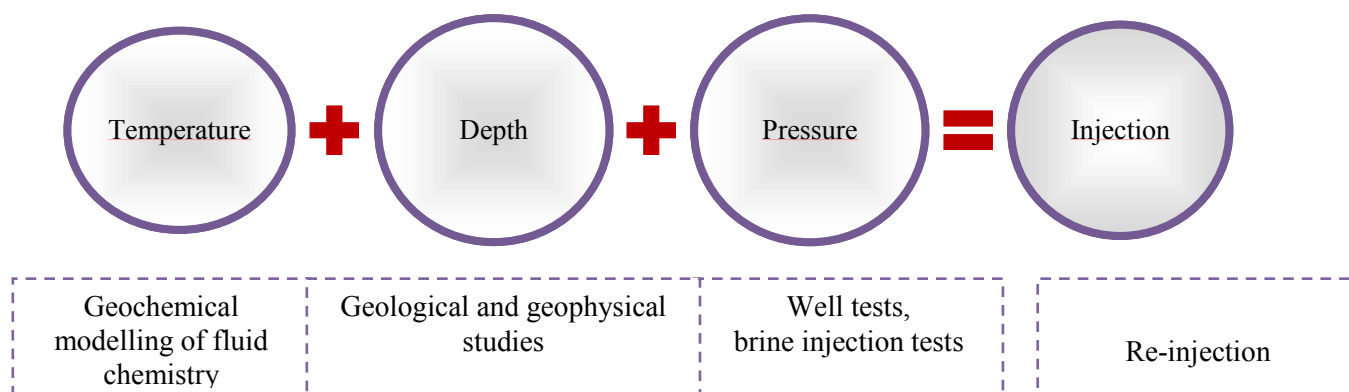 Temperature
Depth
Pressure
Injection
Geochemical
modelling of fluid
chemistry
Geological and geophysical
studies
Well tests,
brine injection tests
Re-injection